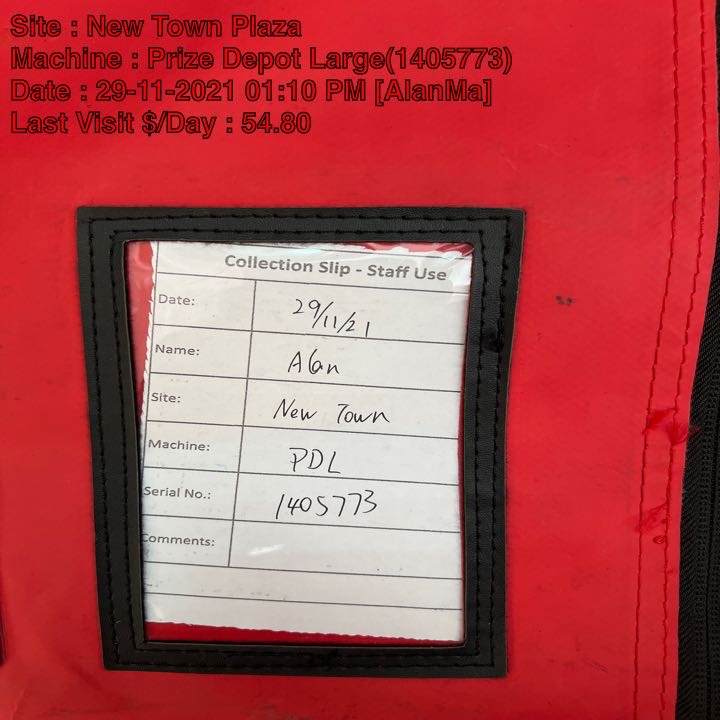 Site : New Town Plaza
Machine : Prize Depot Large(1405773)
Date : 29-11-2021 01:10 PM [AlanMa]
Last Visit $/Day : 54.80
Collection Slip - Staff Use
Date: 29/11/21
Name: Alan
Site: New Town
Machine: PDL
Serial No.: 1405773
Comments: